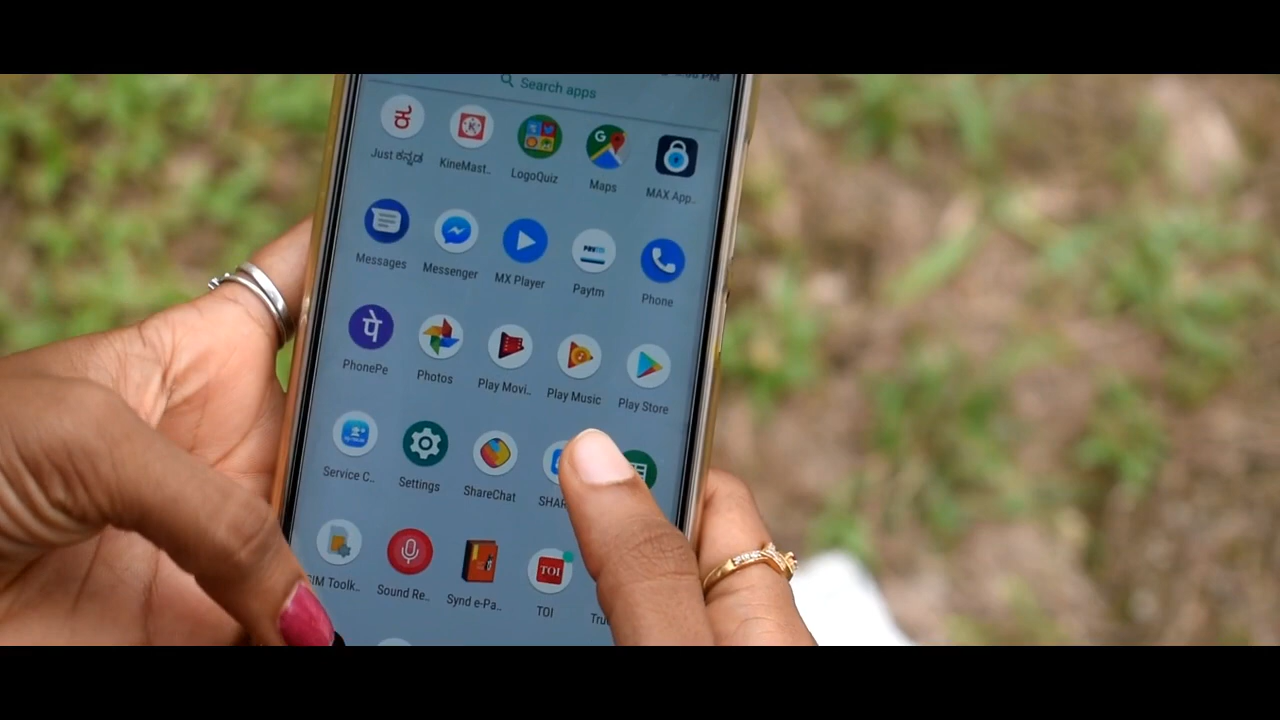 Search apps
Just ಕನ್ನಡ
KineMast..
LogoQuiz
Maps
MAX App..
Messages
Messenger
MX Player
Paytm
Phone
PhonePe
Photos
Play Movi..
Play Music
Play Store
Service C..
Settings
ShareChat
SHAR
SIM Toolk..
Sound Re..
Synd e-Pa..
TOI
TOI